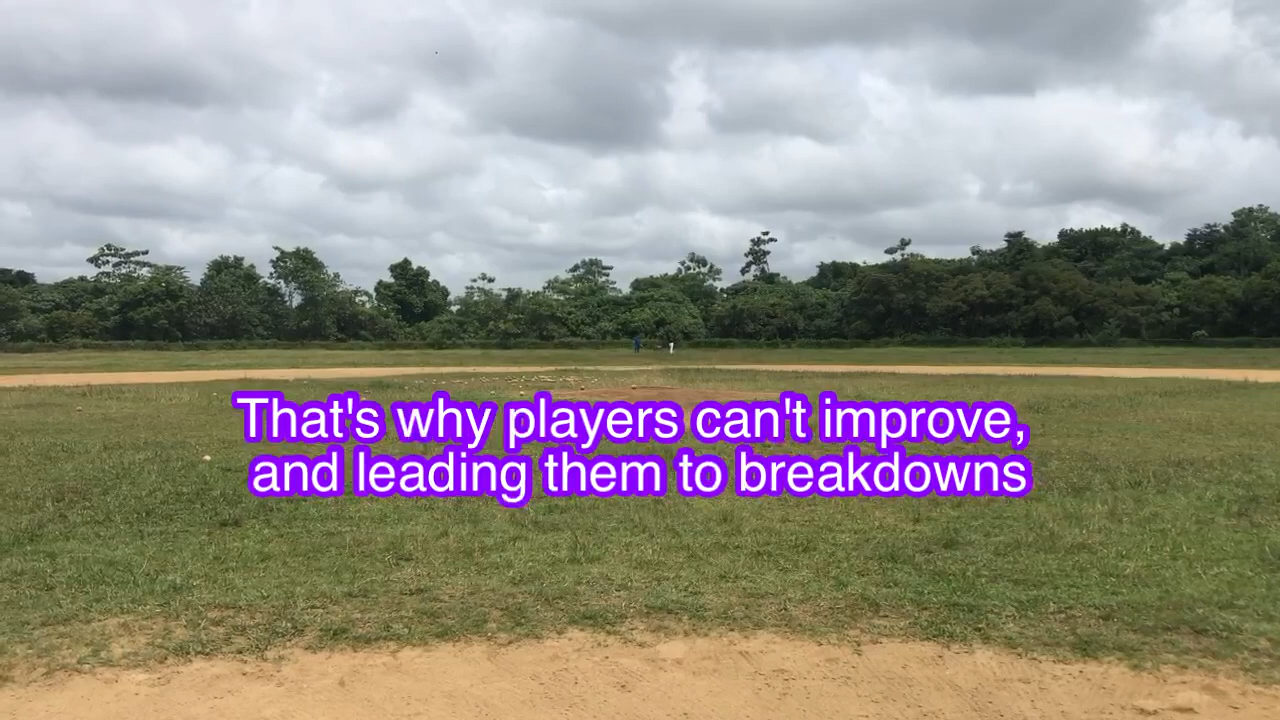 That's why players can't improve,
and leading them to breakdowns